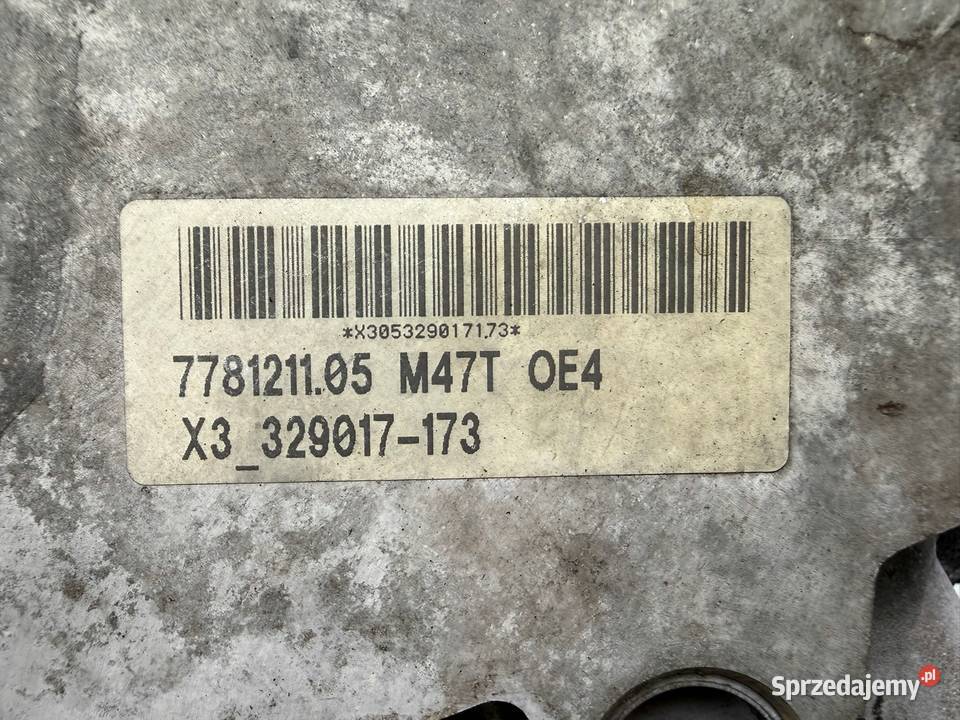 *X305329017173*
7781211.05 M47T OE4
X3_329017-173
Sprzedajemy.pl